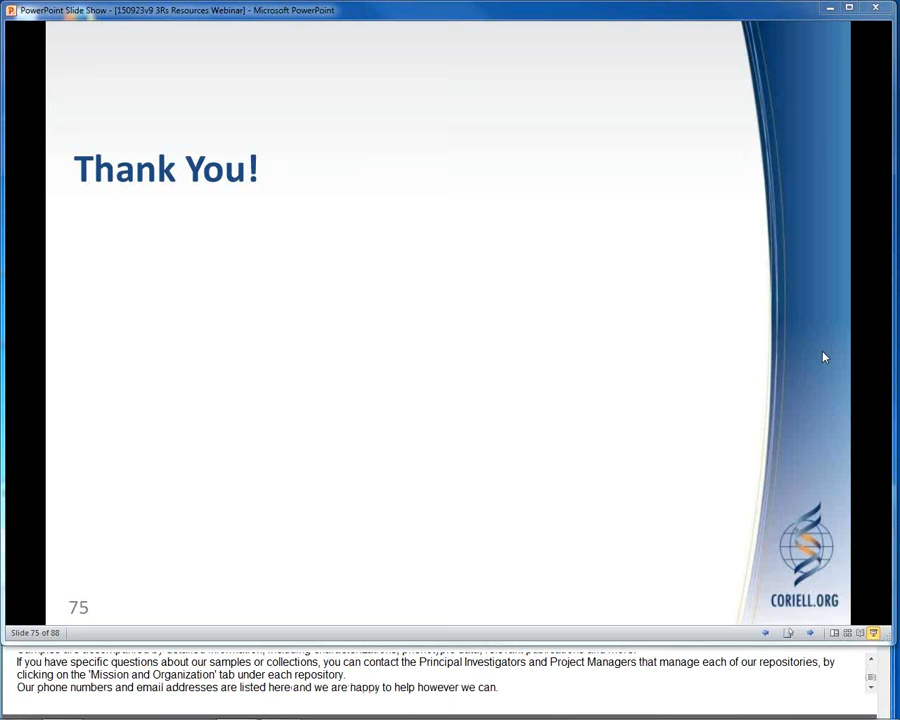 PowerPoint Slide Show - [150923v9 3Rs Resources Webinar] - Microsoft PowerPoint
Thank You!
CORIELL.ORG
75
Slide 75 of 88
If you have specific questions about our samples or collections, you can contact the Principal Investigators and Project Managers that manage each of our repositories, by
clicking on the 'Mission and Organization' tab under each repository.
Our phone numbers and email addresses are listed here and we are happy to help however we can.